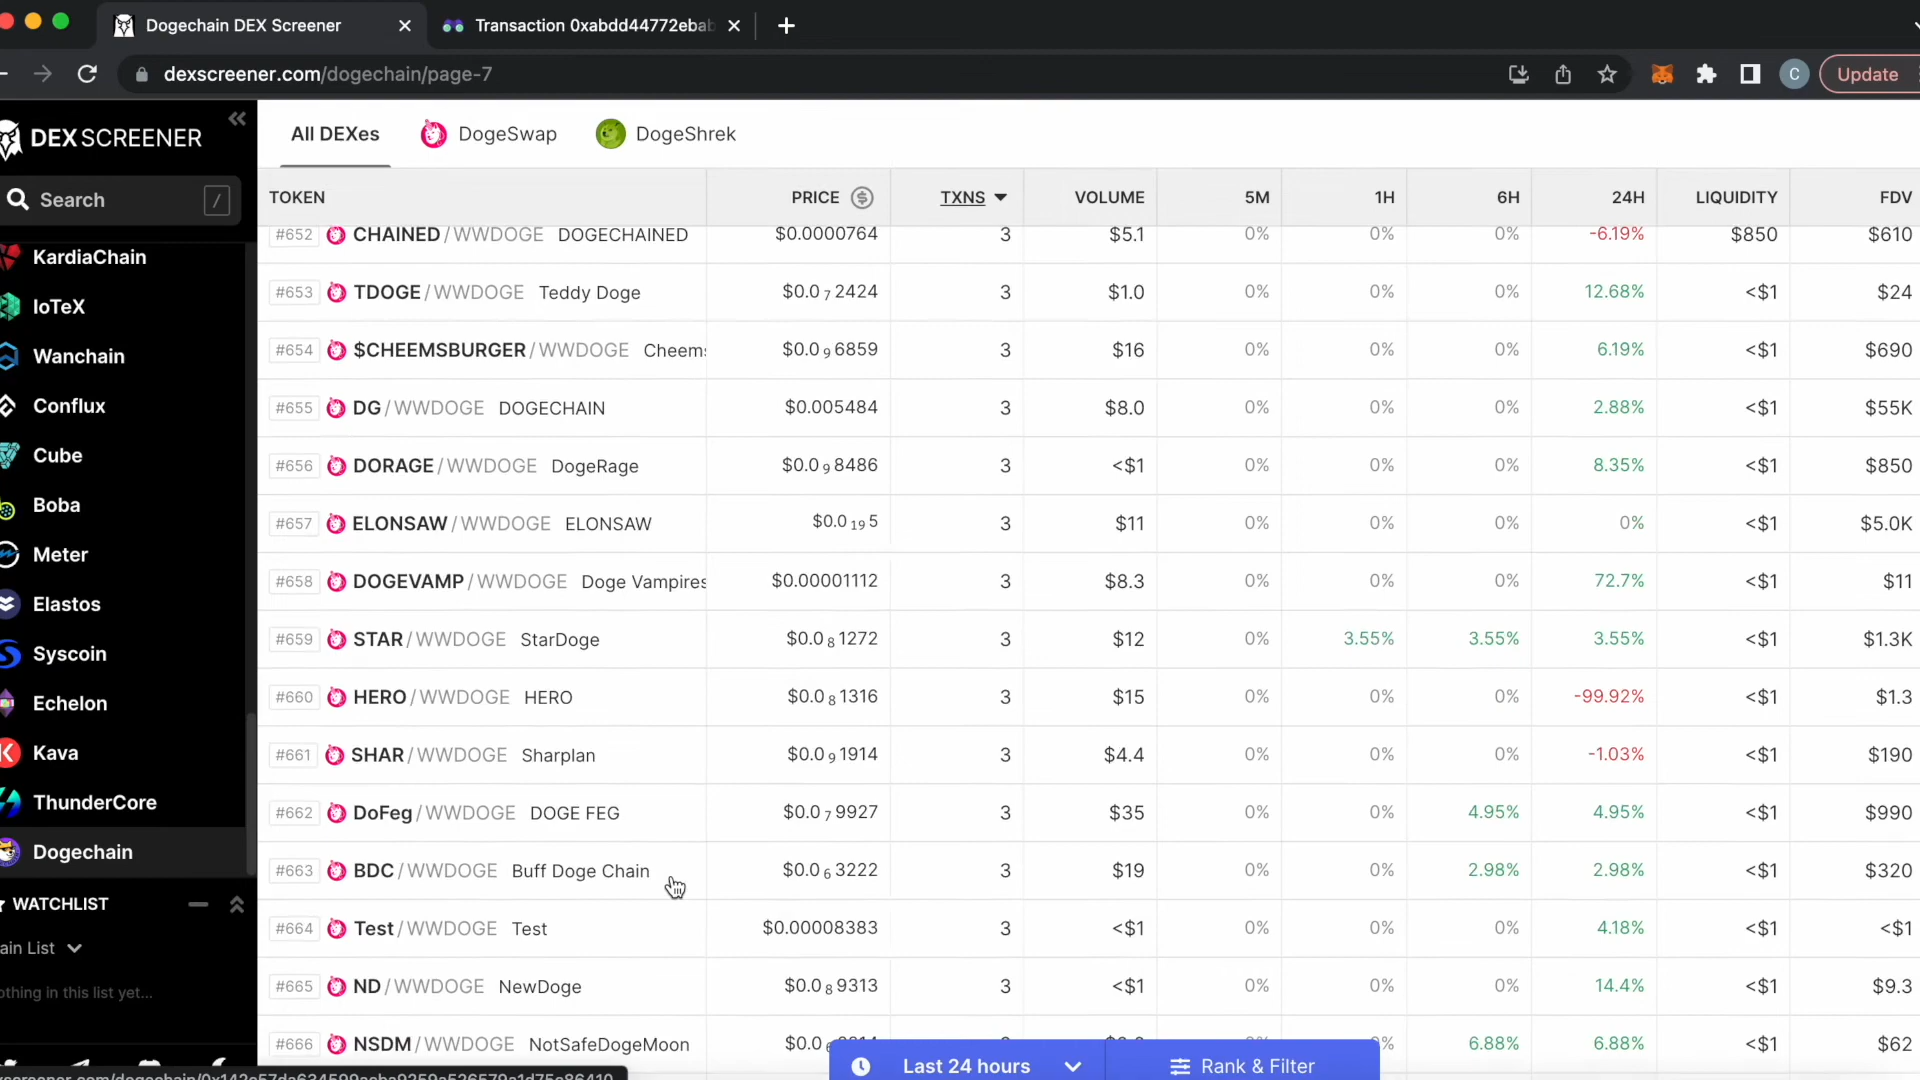 Dogechain DEX Screener
Transaction 0xabdd44772ebab
dexscreener.com/dogechain/page-7
C
Update
DEX SCREENER
Search /
KardiaChain
IoTeX
Wanchain
Conflux
Cube
Boba
Meter
Elastos
Syscoin
Echelon
Kava
ThunderCore
Dogechain
WATCHLIST
ain List
othing in this list yet...
All DEXes DogeSwap DogeShrek
TOKEN PRICE TXNS VOLUME 5M 1H 6H 24H LIQUIDITY FDV
#652 CHAINED/WWDOGE DOGECHAINED $0.0000764 3 $5.1 0% 0% 0% -6.19% $850 $610
#653 TDOGE/WWDOGE Teddy Doge $0.0 7 2424 3 $1.0 0% 0% 0% 12.68% <$1 $24
#654 $CHEEMSBURGER/WWDOGE Cheems $0.0 9 6859 3 $16 0% 0% 0% 6.19% <$1 $690
#655 DG/WWDOGE DOGECHAIN $0.005484 3 $8.0 0% 0% 0% 2.88% <$1 $55K
#656 DORAGE/WWDOGE DogeRage $0.0 9 8486 3 <$1 0% 0% 0% 8.35% <$1 $850
#657 ELONSAW/WWDOGE ELONSAW $0.0 19 5 3 $11 0% 0% 0% 0% <$1 $5.0K
#658 DOGEVAMP/WWDOGE Doge Vampires $0.00001112 3 $8.3 0% 0% 0% 72.7% <$1 $11
#659 STAR/WWDOGE StarDoge $0.0 8 1272 3 $12 0% 3.55% 3.55% 3.55% <$1 $1.3K
#660 HERO/WWDOGE HERO $0.0 8 1316 3 $15 0% 0% 0% -99.92% <$1 $1.3
#661 SHAR/WWDOGE Sharplan $0.0 9 1914 3 $4.4 0% 0% 0% -1.03% <$1 $190
#662 DoFeg/WWDOGE DOGE FEG $0.0 7 9927 3 $35 0% 0% 4.95% 4.95% <$1 $990
#663 BDC/WWDOGE Buff Doge Chain $0.0 6 3222 3 $19 0% 0% 2.98% 2.98% <$1 $320
#664 Test/WWDOGE Test $0.00008383 3 <$1 0% 0% 0% 4.18% <$1 <$1
#665 ND/WWDOGE NewDoge $0.0 8 9313 3 <$1 0% 0% 0% 14.4% <$1 $9.3
#666 NSDM/WWDOGE NotSafeDogeMoon $0.0 6.88% 6.88% <$1 $62
Last 24 hours Rank & Filter